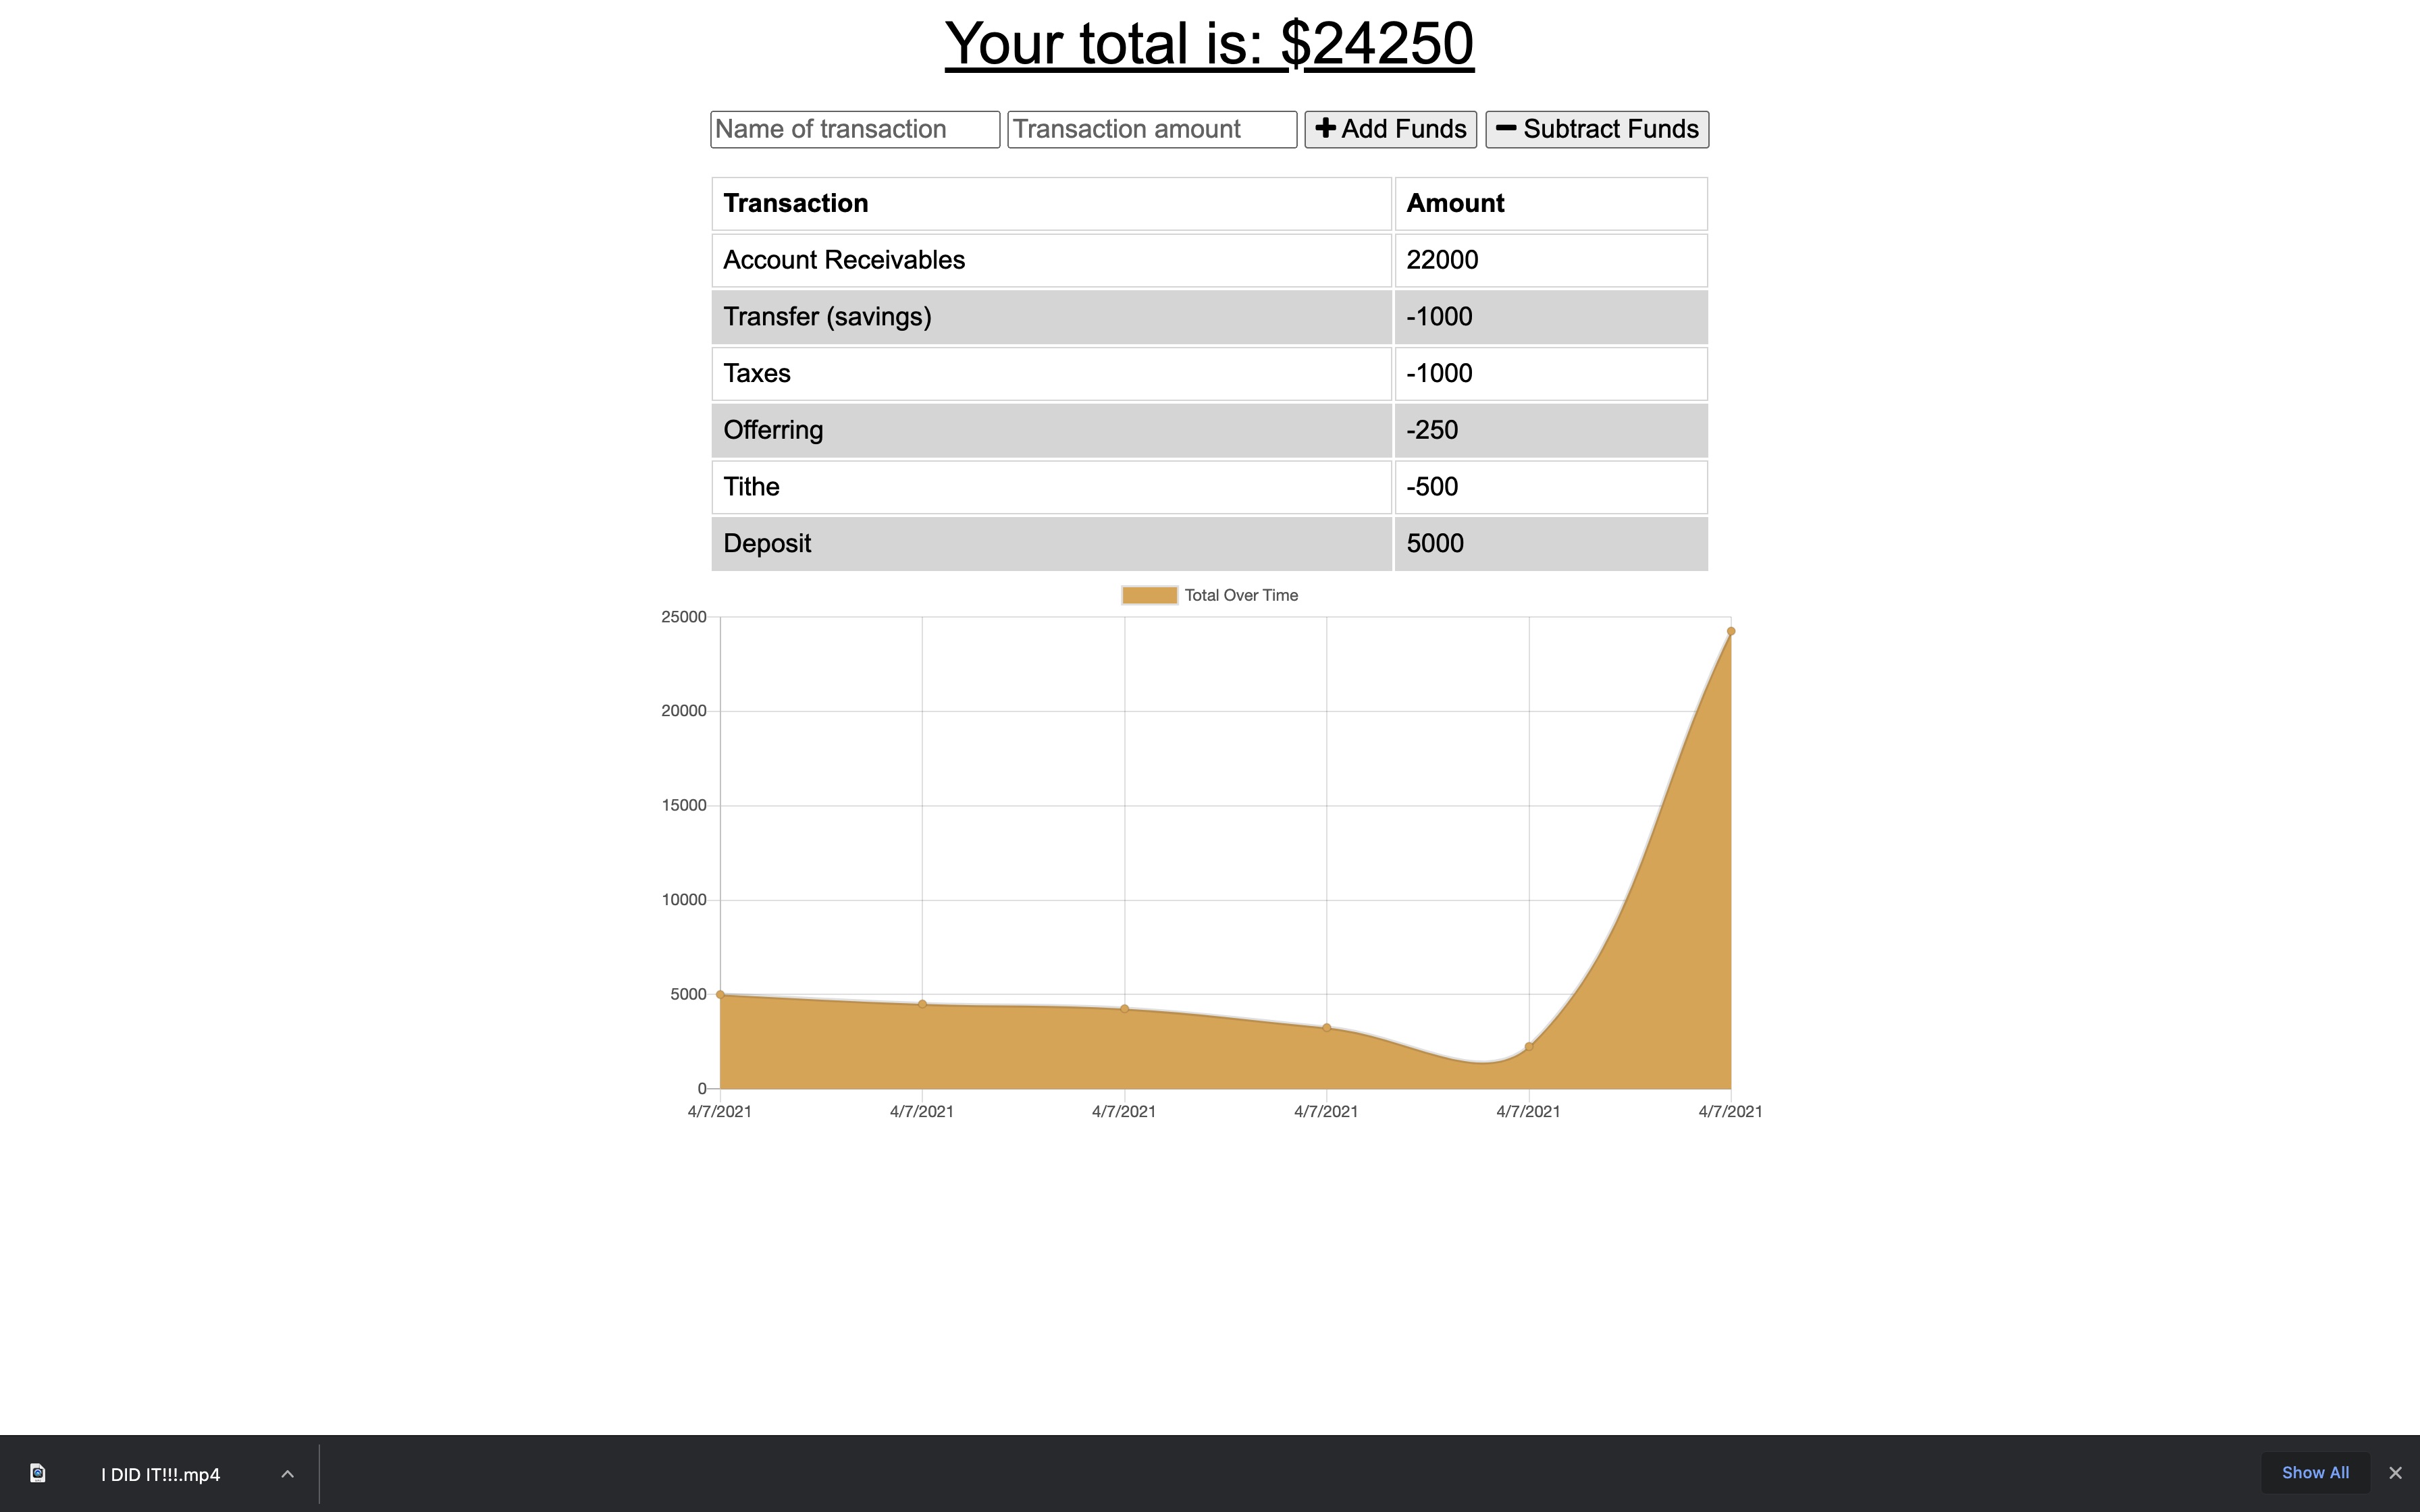 Your total is: $24250
Name of transaction Transaction amount Add Funds Subtract Funds
Transaction Amount
Account Receivables 22000
Transfer (savings) -1000
Taxes -1000
Offerring -250
Tithe -500
Deposit 5000
Total Over Time
25000
20000
15000
10000
5000
0
4/7/2021 4/7/2021 4/7/2021 4/7/2021 4/7/2021 4/7/2021
I DID IT!!!.mp4 Show All